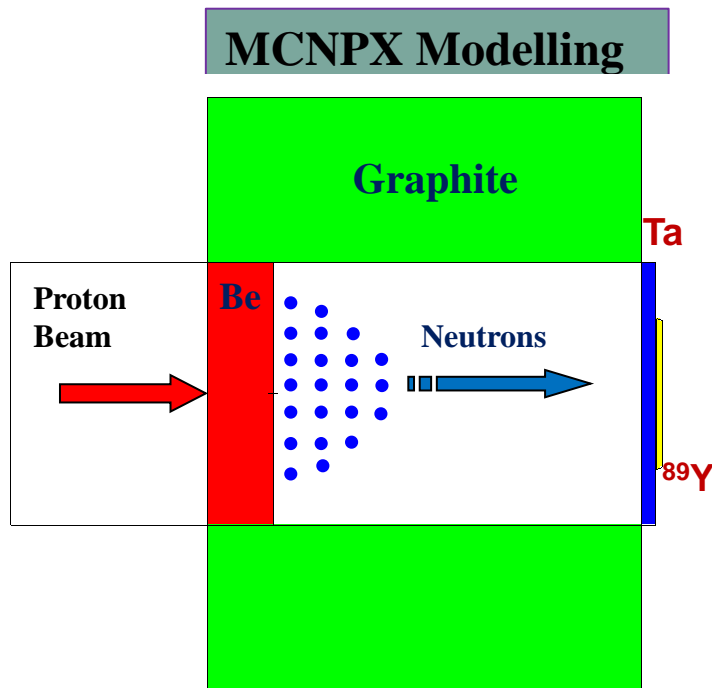 MCNPX Modelling
Graphite
Ta
Proton
Beam
Be
Neutrons
⁸⁹Y